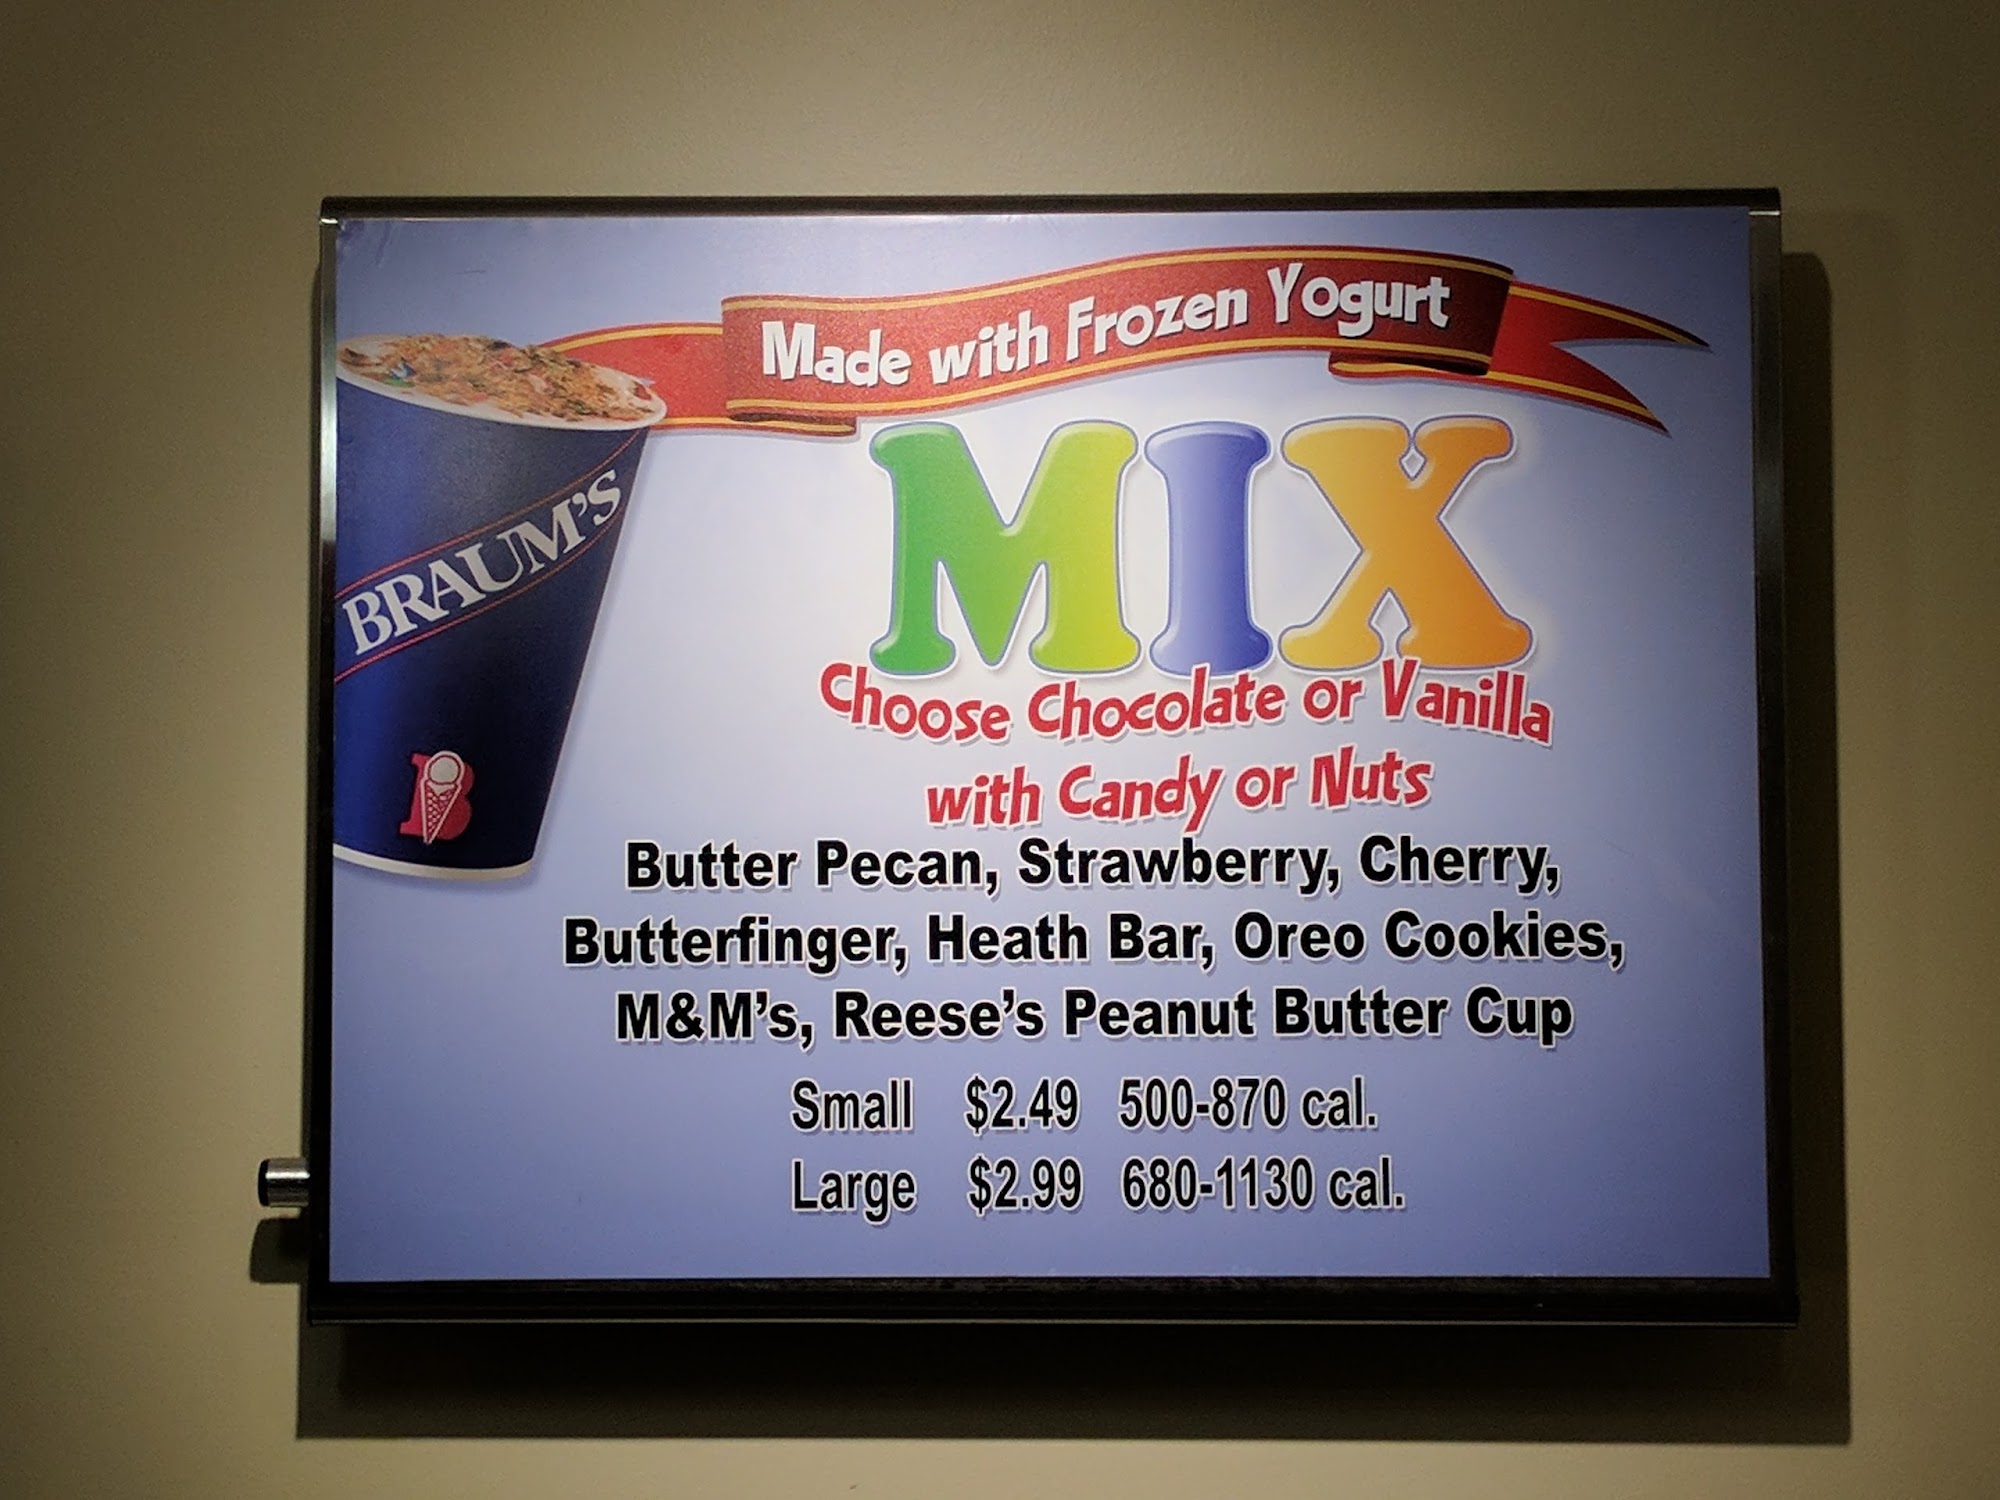 Made with Frozen Yogurt
BRAUM'S
MIX
Choose Chocolate or Vanilla
with Candy or Nuts
B
Butter Pecan, Strawberry, Cherry,
Butterfinger, Heath Bar, Oreo Cookies,
M&M's, Reese's Peanut Butter Cup
Small $2.49 500-870 cal.
Large $2.99 680-1130 cal.